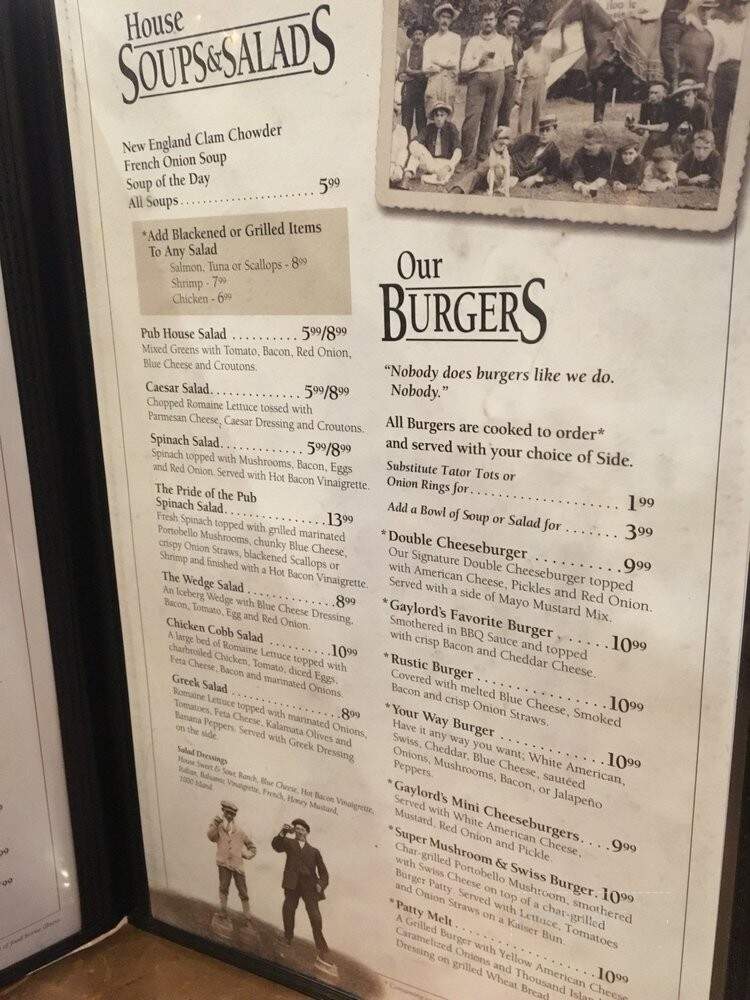 House
SOUPS & SALADS
New England Clam Chowder
French Onion Soup
Soup of the Day
All Soups...................... 5⁹⁹
*Add Blackened or Grilled Items
To Any Salad
Salmon, Tuna or Scallops - 8⁹⁹
Shrimp - 7⁹⁹
Chicken - 6⁹⁹
Pub House Salad .......... 5⁹⁹/8⁹⁹
Mixed Greens with Tomato, Bacon, Red Onion,
Blue Cheese and Croutons.
Caesar Salad.............. 5⁹⁹/8⁹⁹
Chopped Romaine Lettuce tossed with
Parmesan Cheese, Caesar Dressing and Croutons.
Spinach Salad............. 5⁹⁹/8⁹⁹
Spinach topped with Mushrooms, Bacon, Eggs
and Red Onion. Served with Hot Bacon Vinaigrette.
The Pride of the Pub
Spinach Salad................13⁹⁹
Fresh Spinach topped with grilled marinated
Portobello Mushrooms, chunky Blue Cheese,
crispy Onion Straws, blackened Scallops or
Shrimp and finished with a Hot Bacon Vinaigrette.
The Wedge Salad ..............8⁹⁹
An Iceberg Wedge with Blue Cheese Dressing,
Bacon, Tomato, Egg and Red Onion.
Chicken Cobb Salad ..........10⁹⁹
A large bed of Romaine Lettuce topped with
charbroiled Chicken, Tomato, diced Eggs,
Feta Cheese, Bacon and marinated Onions.
Greek Salad ..................8⁹⁹
Romaine Lettuce topped with marinated Onions,
Tomatoes, Feta Cheese, Kalamata Olives and
Banana Peppers. Served with Greek Dressing
on the side.
Salad Dressings
House Sweet & Sour, Ranch, Blue Cheese, Hot Bacon Vinaigrette,
Italian, Balsamic Vinaigrette, French, Honey Mustard,
1000 Island
Our
BURGERS
"Nobody does burgers like we do.
Nobody."
All Burgers are cooked to order*
and served with your choice of Side.
Substitute Tator Tots or
Onion Rings for.................... 1⁹⁹
Add a Bowl of Soup or Salad for ....... 3⁹⁹
*Double Cheeseburger ..........9⁹⁹
Our Signature Double Cheeseburger topped
with American Cheese, Pickles and Red Onion.
Served with a side of Mayo Mustard Mix.
*Gaylord's Favorite Burger ......10⁹⁹
Smothered in BBQ Sauce and topped
with crisp Bacon and Cheddar Cheese.
*Rustic Burger .................10⁹⁹
Covered with melted Blue Cheese, Smoked
Bacon and crisp Onion Straws.
*Your Way Burger ..............10⁹⁹
Have it any way you want; White American,
Swiss, Cheddar, Blue Cheese, sautéed
Onions, Mushrooms, Bacon, or Jalapeño
Peppers.
*Gaylord's Mini Cheeseburgers....9⁹⁹
Served with White American Cheese,
Mustard, Red Onion and Pickle.
*Super Mushroom & Swiss Burger.10⁹⁹
Char-grilled Portobello Mushroom, smothered
with Swiss Cheese on top of a char-grilled
Burger Patty. Served with Lettuce, Tomatoes
and Onion Straws on a Kaiser Bun.
*Patty Melt...................10⁹⁹
A Grilled Burger with Yellow American Cheese,
Caramelized Onions and Thousand Island
Dressing on grilled Wheat Bread